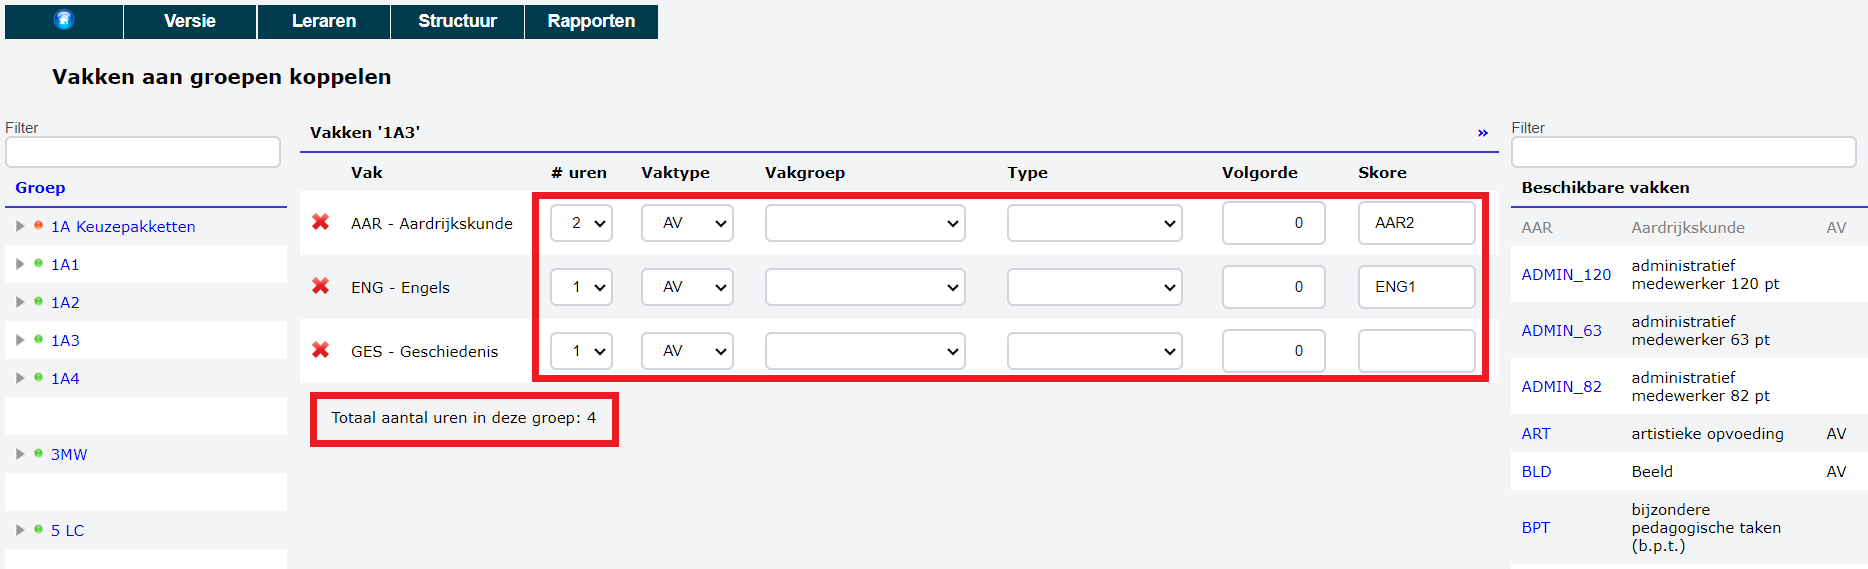 Versie Leraren Structuur Rapporten
Vakken aan groepen koppelen
Filter
Groep
1A Keuzepakketten
1A1
1A2
1A3
1A4
3MW
5 LC
Vakken '1A3' »
Vak # uren Vaktype Vakgroep Type Volgorde Skore
AAR - Aardrijkskunde 2 AV 0 AAR2
ENG - Engels 1 AV 0 ENG1
GES - Geschiedenis 1 AV 0
Totaal aantal uren in deze groep: 4
Filter
Beschikbare vakken
AAR Aardrijkskunde AV
ADMIN_120 administratief
medewerker 120 pt
ADMIN_63 administratief
medewerker 63 pt
ADMIN_82 administratief
medewerker 82 pt
ART artistieke opvoeding AV
BLD Beeld AV
BPT bijzondere
pedagogische taken
(b.p.t.)